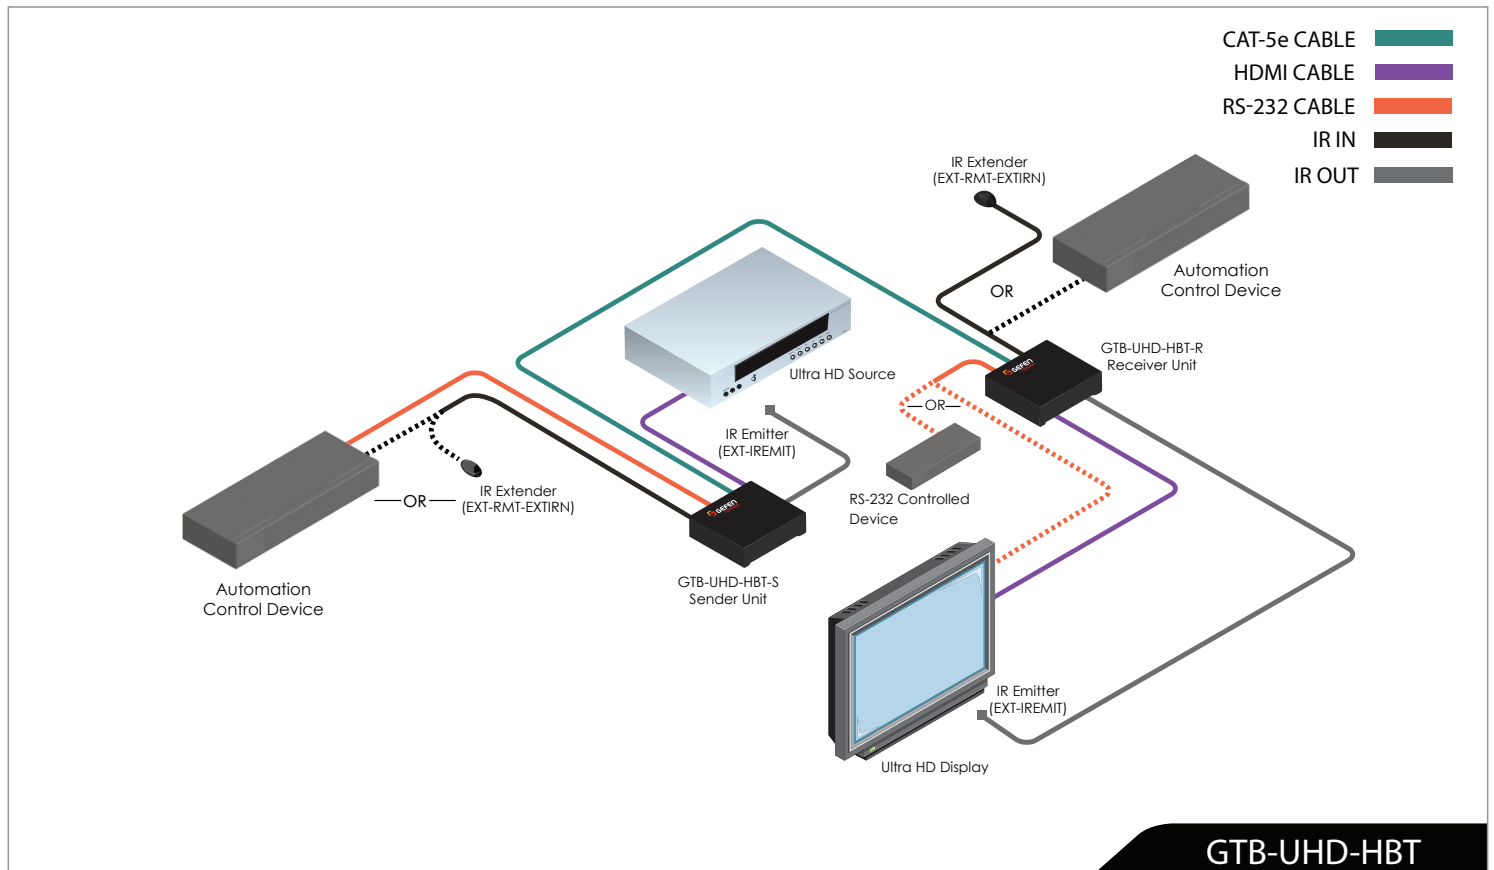 CAT-5e CABLE
HDMI CABLE
RS-232 CABLE
IR IN
IR OUT
IR Extender
(EXT-RMT-EXTIRN)
Automation
Control Device
OR
GTB-UHD-HBT-R
Receiver Unit
GEFEN
Ultra HD Source
OR
IR Emitter
(EXT-IREMIT)
RS-232 Controlled
Device
OR
IR Extender
(EXT-RMT-EXTIRN)
GEFEN
GTB-UHD-HBT-S
Sender Unit
Automation
Control Device
IR Emitter
(EXT-IREMIT)
Ultra HD Display
GTB-UHD-HBT